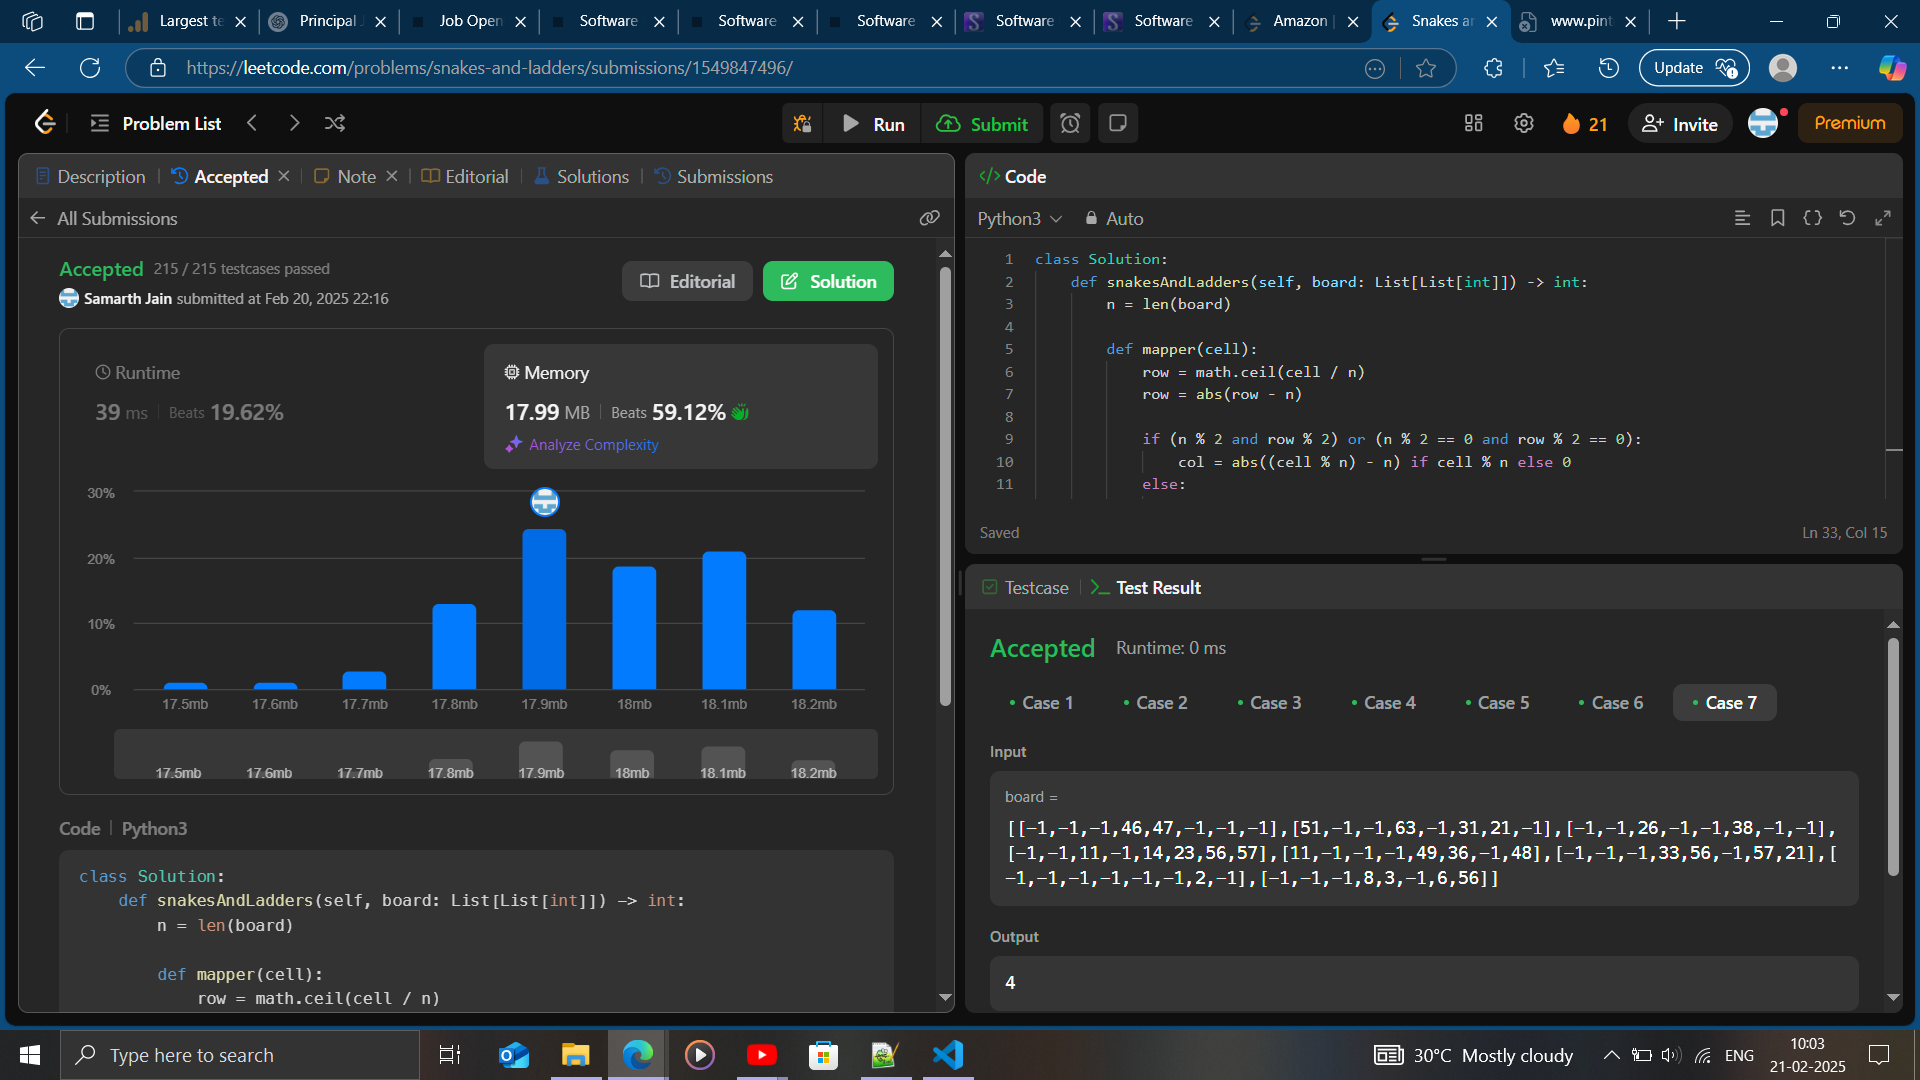 Largest te
Principal
Job Open
Software
Software
Software
Software
Software
Amazon |
Snakes an
www.pint
https://leetcode.com/problems/snakes-and-ladders/submissions/1549847496/
Update
Problem List
Run
Submit
21
Invite
Premium
Description
Accepted
Note
Editorial
Solutions
Submissions
All Submissions
Accepted 215 / 215 testcases passed
Samarth Jain submitted at Feb 20, 2025 22:16
Editorial
Solution
Runtime
39 ms | Beats 19.62%
Memory
17.99 MB | Beats 59.12%
Analyze Complexity
30%
20%
10%
0%
17.5mb 17.6mb 17.7mb 17.8mb 17.9mb 18mb 18.1mb 18.2mb
17.5mb 17.6mb 17.7mb 17.8mb 17.9mb 18mb 18.1mb 18.2mb
Code | Python3
class Solution:
    def snakesAndLadders(self, board: List[List[int]]) -> int:
        n = len(board)
        def mapper(cell):
            row = math.ceil(cell / n)
</> Code
Python3
Auto
1 class Solution:
2     def snakesAndLadders(self, board: List[List[int]]) -> int:
3         n = len(board)
4
5         def mapper(cell):
6             row = math.ceil(cell / n)
7             row = abs(row - n)
8
9             if (n % 2 and row % 2) or (n % 2 == 0 and row % 2 == 0):
10                 col = abs((cell % n) - n) if cell % n else 0
11             else:
Saved
Ln 33, Col 15
Testcase
>_ Test Result
Accepted Runtime: 0 ms
Case 1
Case 2
Case 3
Case 4
Case 5
Case 6
Case 7
Input
board =
[[-1,-1,-1,46,47,-1,-1,-1],[51,-1,-1,63,-1,31,21,-1],[-1,-1,26,-1,-1,38,-1,-1],
[-1,-1,11,-1,14,23,56,57],[11,-1,-1,-1,49,36,-1,48],[-1,-1,-1,33,56,-1,57,21],[
-1,-1,-1,-1,-1,-1,2,-1],[-1,-1,-1,8,3,-1,6,56]]
Output
4
Type here to search
30°C Mostly cloudy
ENG
10:03
21-02-2025